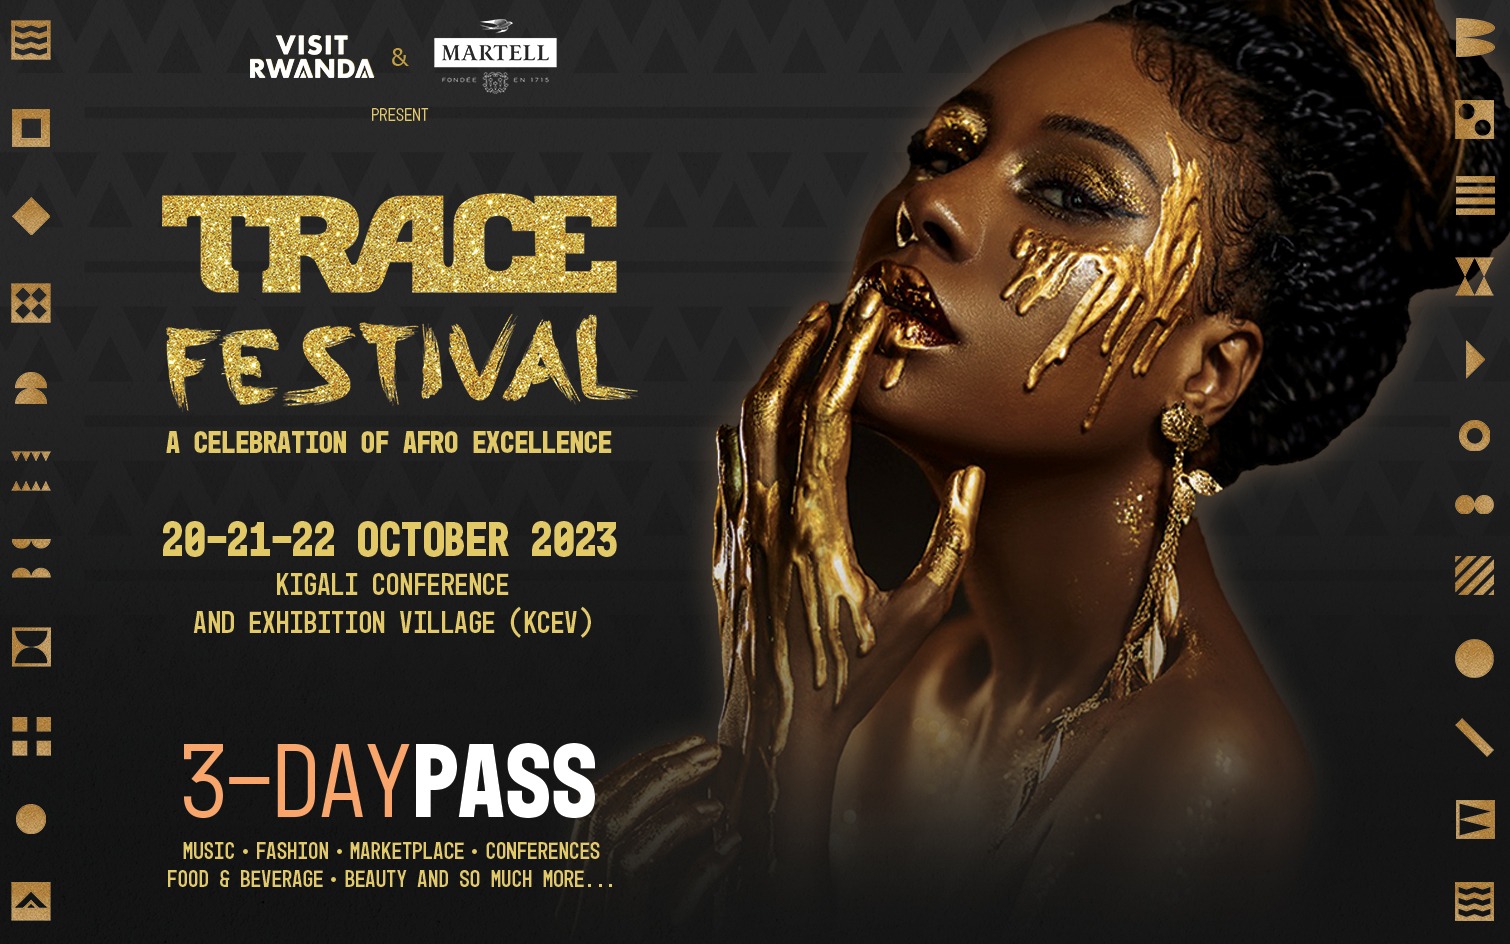 VISIT
RWANDA
&
MARTELL
FONDÉE EN 1715
PRESENT
TRACE
FESTIVAL
A CELEBRATION OF AFRO EXCELLENCE
20-21-22 OCTOBER 2023
KIGALI CONFERENCE
AND EXHIBITION VILLAGE (KCEV)
3-DAYPASS
MUSIC • FASHION • MARKETPLACE • CONFERENCES
FOOD & BEVERAGE • BEAUTY AND SO MUCH MORE...